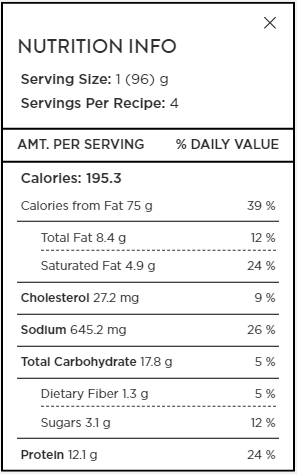 NUTRITION INFO
Serving Size: 1 (96) g
Servings Per Recipe: 4
AMT. PER SERVING % DAILY VALUE
Calories: 195.3
Calories from Fat 75 g 39 %
Total Fat 8.4 g 12 %
Saturated Fat 4.9 g 24 %
Cholesterol 27.2 mg 9 %
Sodium 645.2 mg 26 %
Total Carbohydrate 17.8 g 5 %
Dietary Fiber 1.3 g 5 %
Sugars 3.1 g 12 %
Protein 12.1 g 24 %